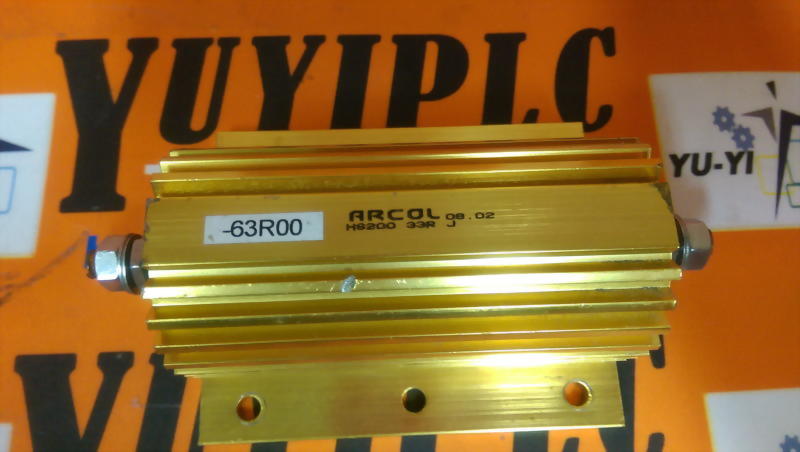 YUYIPLC
YU-YI
-63R00
ARCOL 08.02
HS200 33R J